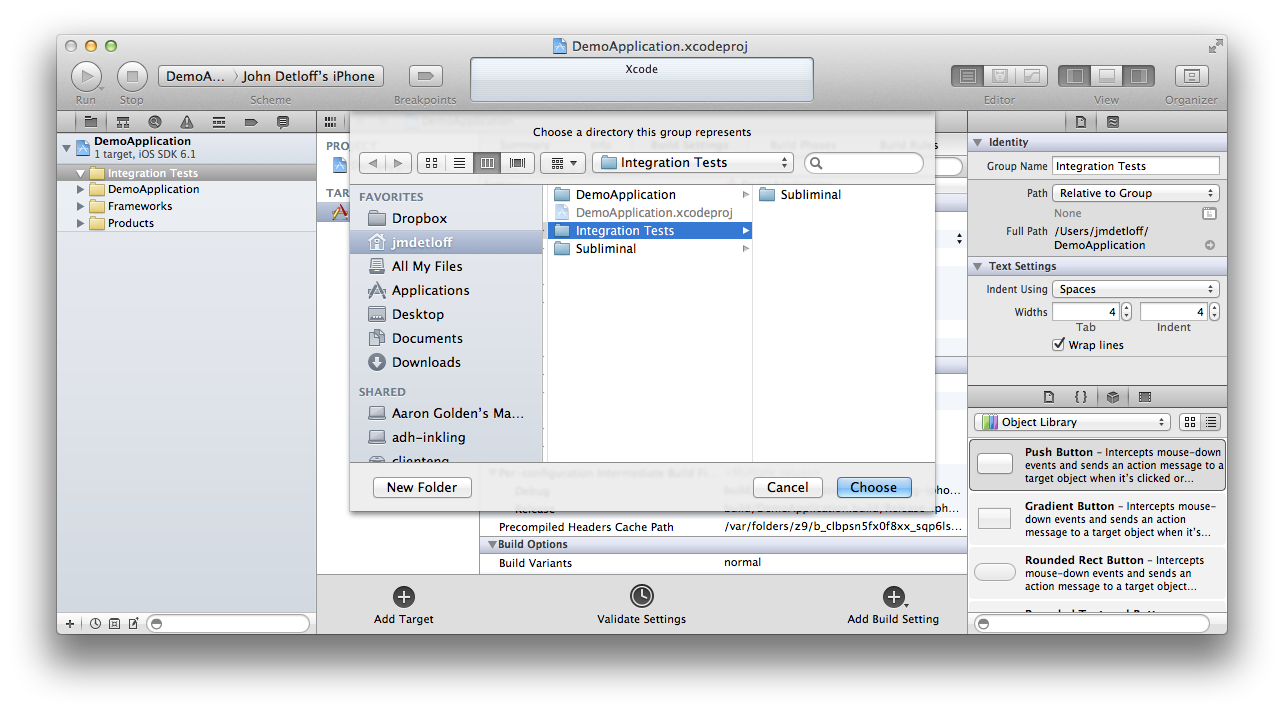 DemoApplication.xcodeproj
DemoA... John Detloff's iPhone
Xcode
Run
Stop
Scheme
Breakpoints
Editor
View
Organizer
DemoApplication
1 target, iOS SDK 6.1
Integration Tests
DemoApplication
Frameworks
Products
Choose a directory this group represents
Integration Tests
FAVORITES
Dropbox
jmdetloff
All My Files
Applications
Desktop
Documents
Downloads
SHARED
Aaron Golden's Ma...
adh-inkling
DemoApplication
DemoApplication.xcodeproj
Integration Tests
Subliminal
Subliminal
New Folder
Cancel
Choose
Precompiled Headers Cache Path
/var/folders/z9/b_clbpsn5fx0f8xx_sqp6ls...
Build Options
Build Variants
normal
Add Target
Validate Settings
Add Build Setting
Identity
Group Name
Integration Tests
Path
Relative to Group
None
Full Path
/Users/jmdetloff/
DemoApplication
Text Settings
Indent Using
Spaces
Widths
4
4
Tab
Indent
Wrap lines
{ }
Object Library
Push Button – Intercepts mouse-down
events and sends an action message to a
target object when it's clicked or...
Gradient Button – Intercepts mouse-
down events and sends an action
message to a target object when it's...
Rounded Rect Button – Intercepts
mouse-down events and sends an
action message to a target object...